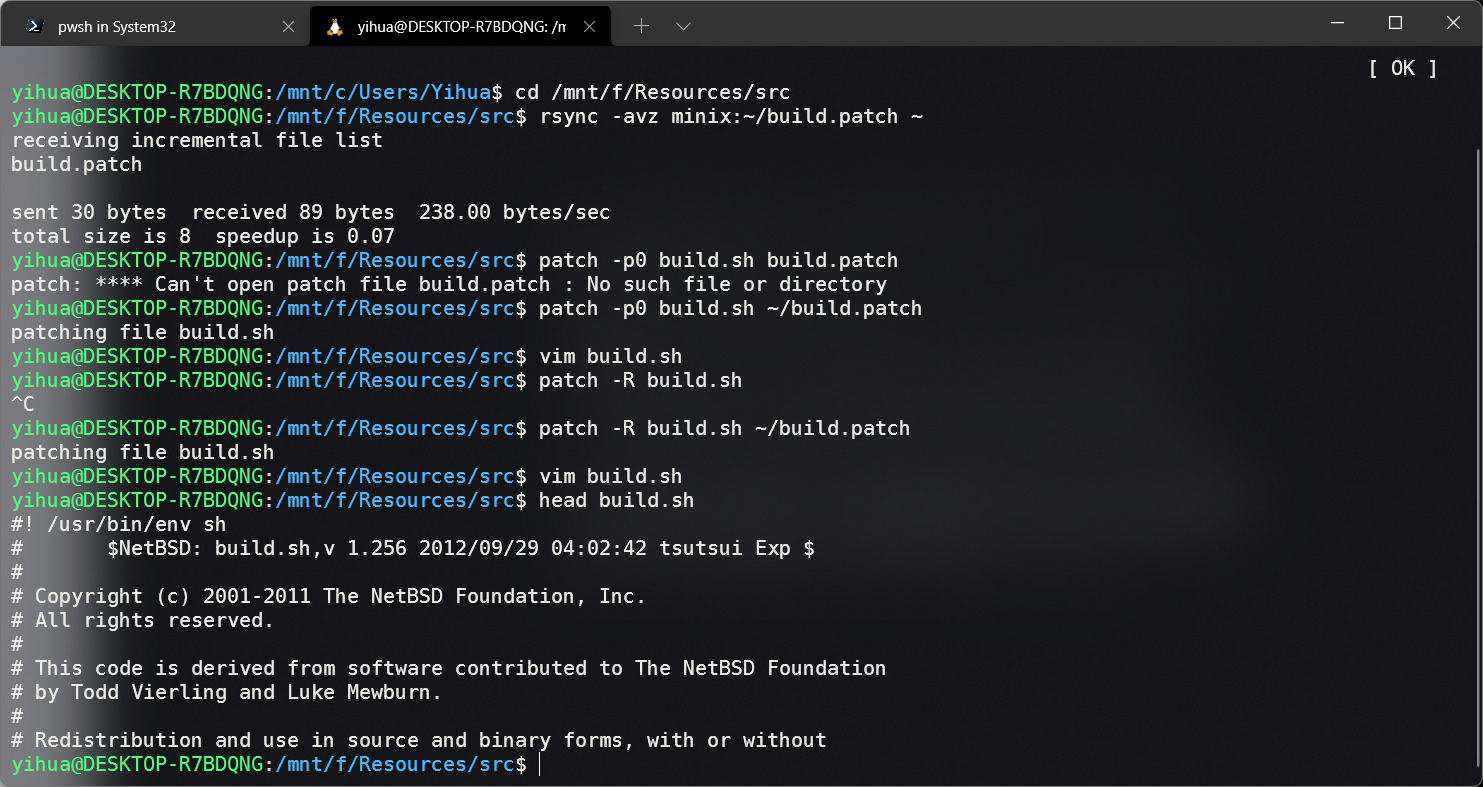 pwsh in System32
yihua@DESKTOP-R7BDQNG: /m
[ OK ]
yihua@DESKTOP-R7BDQNG:/mnt/c/Users/Yihua$ cd /mnt/f/Resources/src
yihua@DESKTOP-R7BDQNG:/mnt/f/Resources/src$ rsync -avz minix:~/build.patch ~
receiving incremental file list
build.patch
sent 30 bytes  received 89 bytes  238.00 bytes/sec
total size is 8  speedup is 0.07
yihua@DESKTOP-R7BDQNG:/mnt/f/Resources/src$ patch -p0 build.sh build.patch
patch: **** Can't open patch file build.patch : No such file or directory
yihua@DESKTOP-R7BDQNG:/mnt/f/Resources/src$ patch -p0 build.sh ~/build.patch
patching file build.sh
yihua@DESKTOP-R7BDQNG:/mnt/f/Resources/src$ vim build.sh
yihua@DESKTOP-R7BDQNG:/mnt/f/Resources/src$ patch -R build.sh
^C
yihua@DESKTOP-R7BDQNG:/mnt/f/Resources/src$ patch -R build.sh ~/build.patch
patching file build.sh
yihua@DESKTOP-R7BDQNG:/mnt/f/Resources/src$ vim build.sh
yihua@DESKTOP-R7BDQNG:/mnt/f/Resources/src$ head build.sh
#! /usr/bin/env sh
#       $NetBSD: build.sh,v 1.256 2012/09/29 04:02:42 tsutsui Exp $
#
# Copyright (c) 2001-2011 The NetBSD Foundation, Inc.
# All rights reserved.
#
# This code is derived from software contributed to The NetBSD Foundation
# by Todd Vierling and Luke Mewburn.
#
# Redistribution and use in source and binary forms, with or without
yihua@DESKTOP-R7BDQNG:/mnt/f/Resources/src$